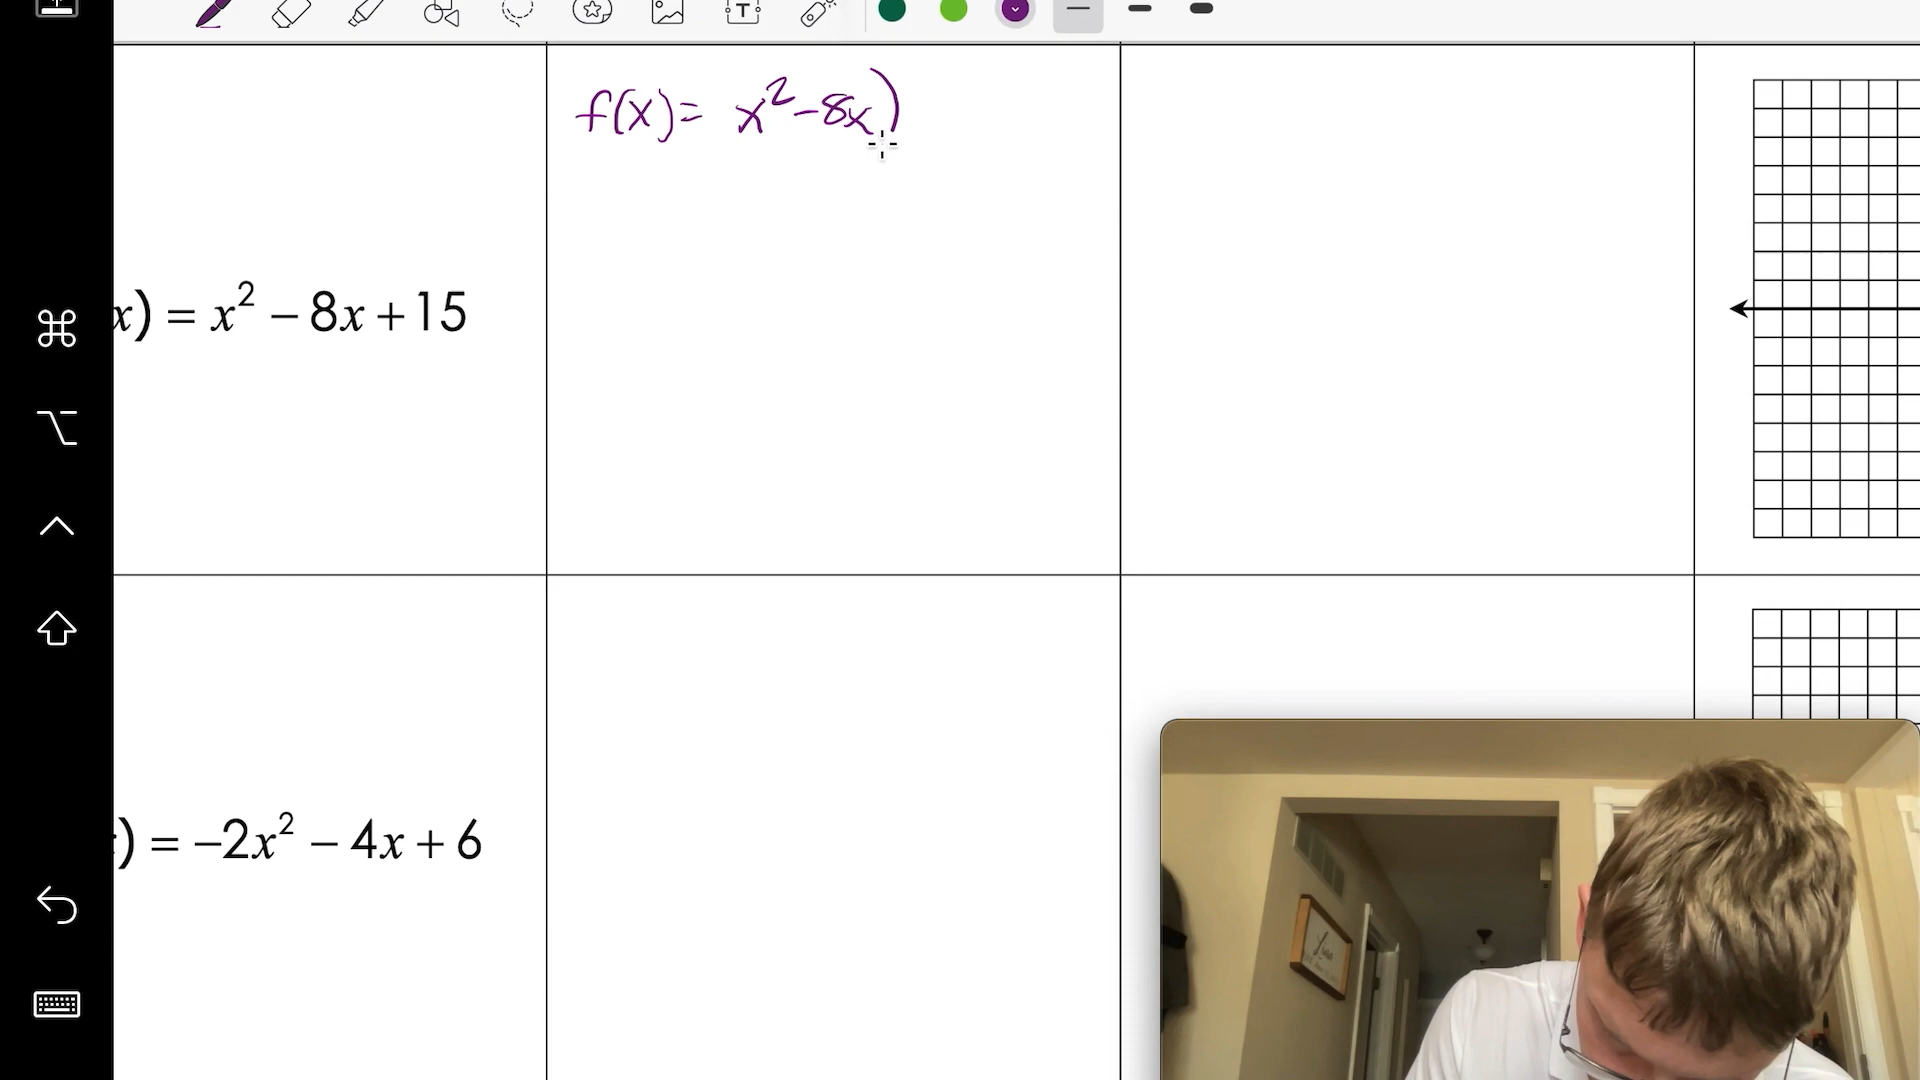 f(x)= x²-8x)
x) = x² – 8x + 15
) = –2x² – 4x + 6
T